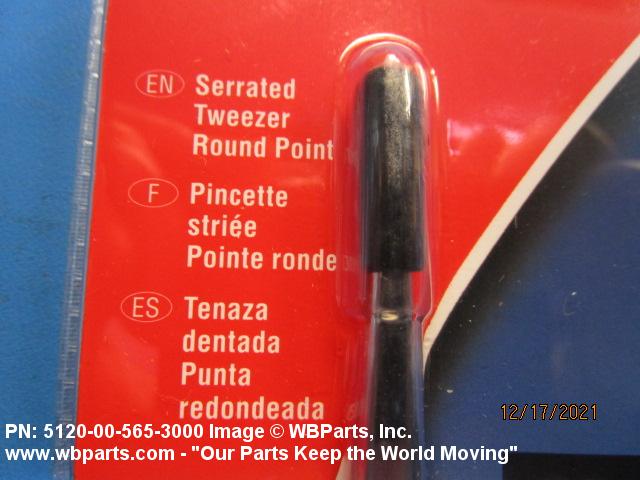 EN Serrated
Tweezer
Round Point
F Pincette
striée
Pointe ronde
ES Tenaza
dentada
Punta
redondeada
12/17/2021
PN: 5120-00-565-3000 Image © WBParts, Inc.
www.wbparts.com - "Our Parts Keep the World Moving"